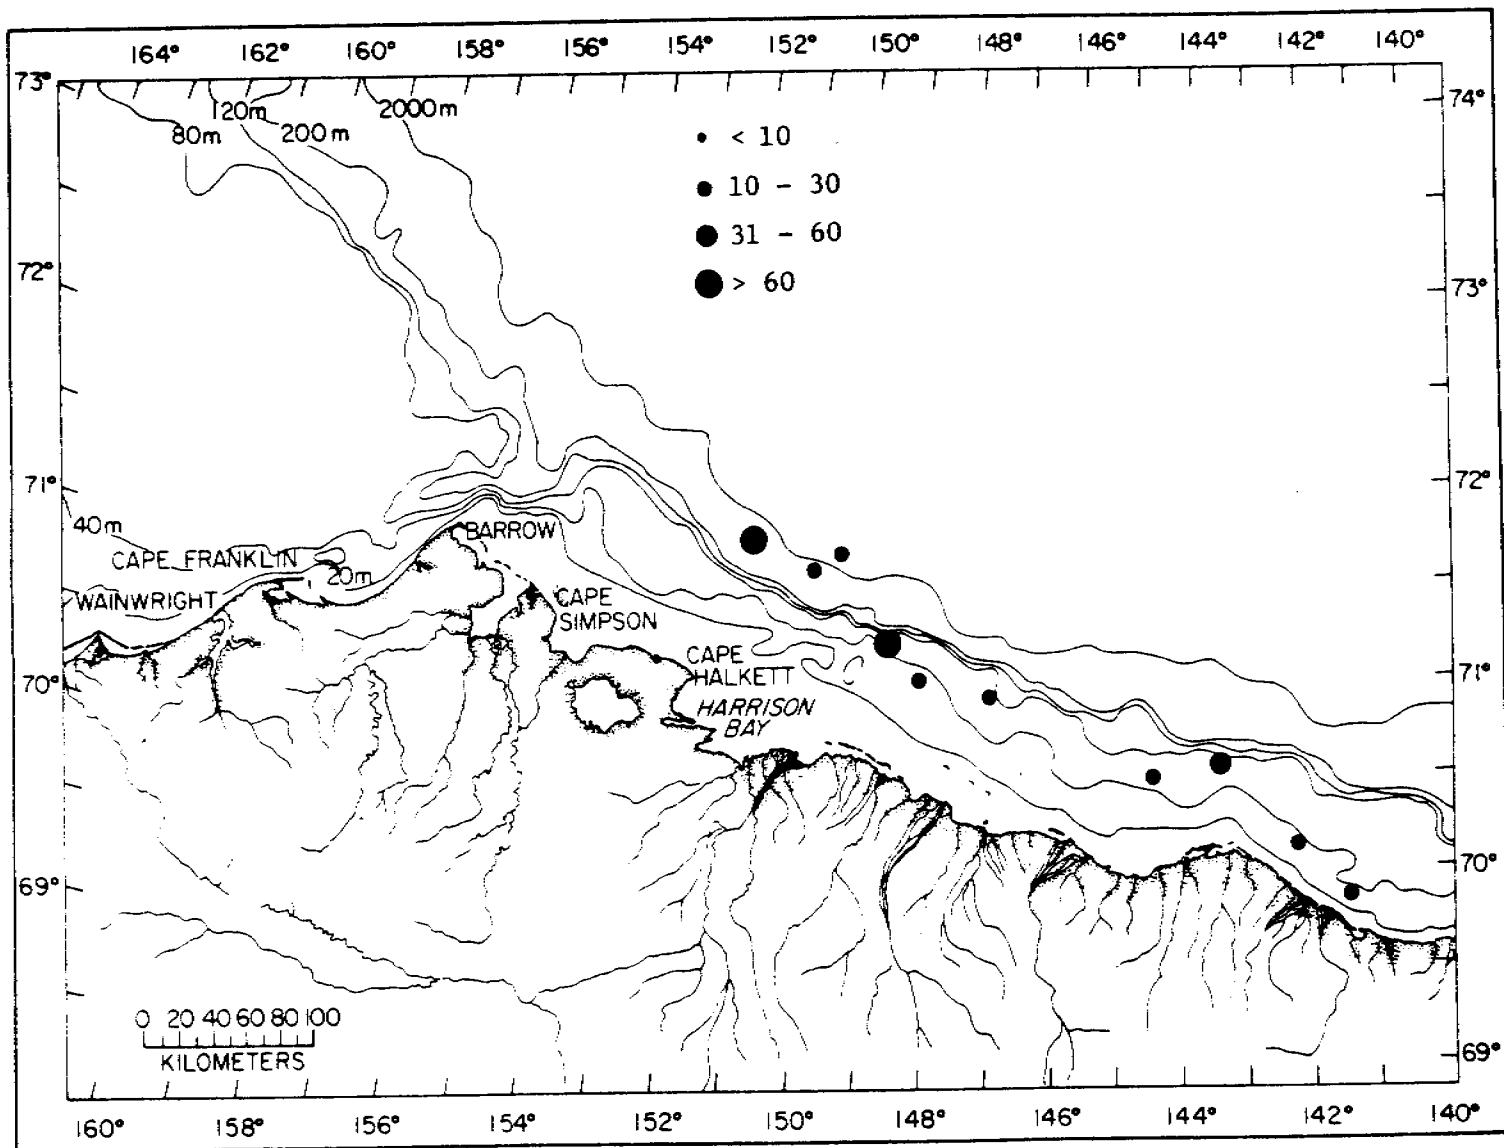 164° 162° 160° 158° 156° 154° 152° 150° 148° 146° 144° 142° 140°
73° 74°
120m 2000m
80m 200m
• < 10
● 10 - 30
● 31 - 60
● > 60
72° 73°
71° 72°
40m
BARROW
CAPE FRANKLIN
20m
WAINWRIGHT
CAPE
SIMPSON
CAPE
HALKETT
70° 71°
HARRISON
BAY
69° 70°
0 20 40 60 80 100
KILOMETERS
69°
160° 158° 156° 154° 152° 150° 148° 146° 144° 142° 140°